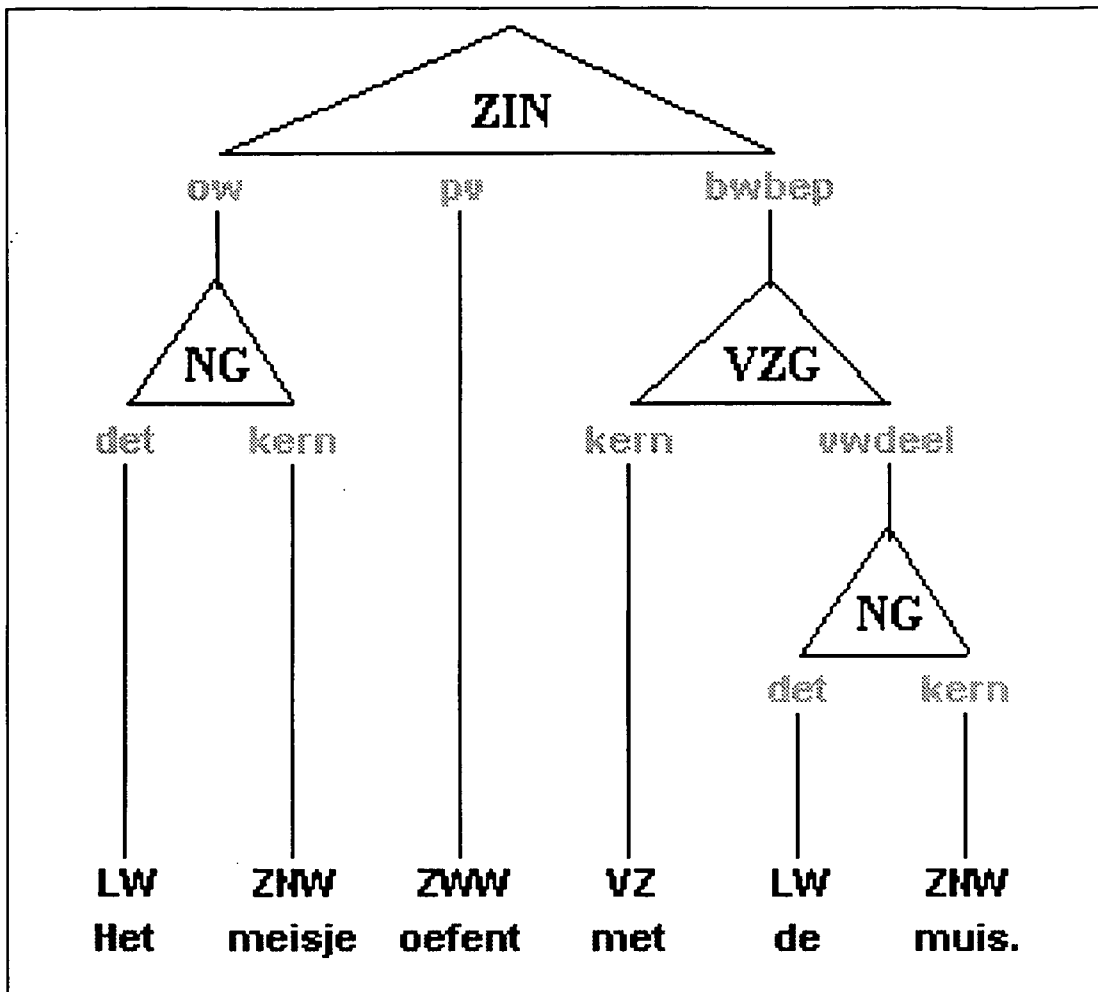 ZIN
ow pv bwbep
NG VZG
det kern kern vwdeel
NG
det kern
LW ZNW ZWW VZ LW ZNW
Het meisje oefent met de muis.